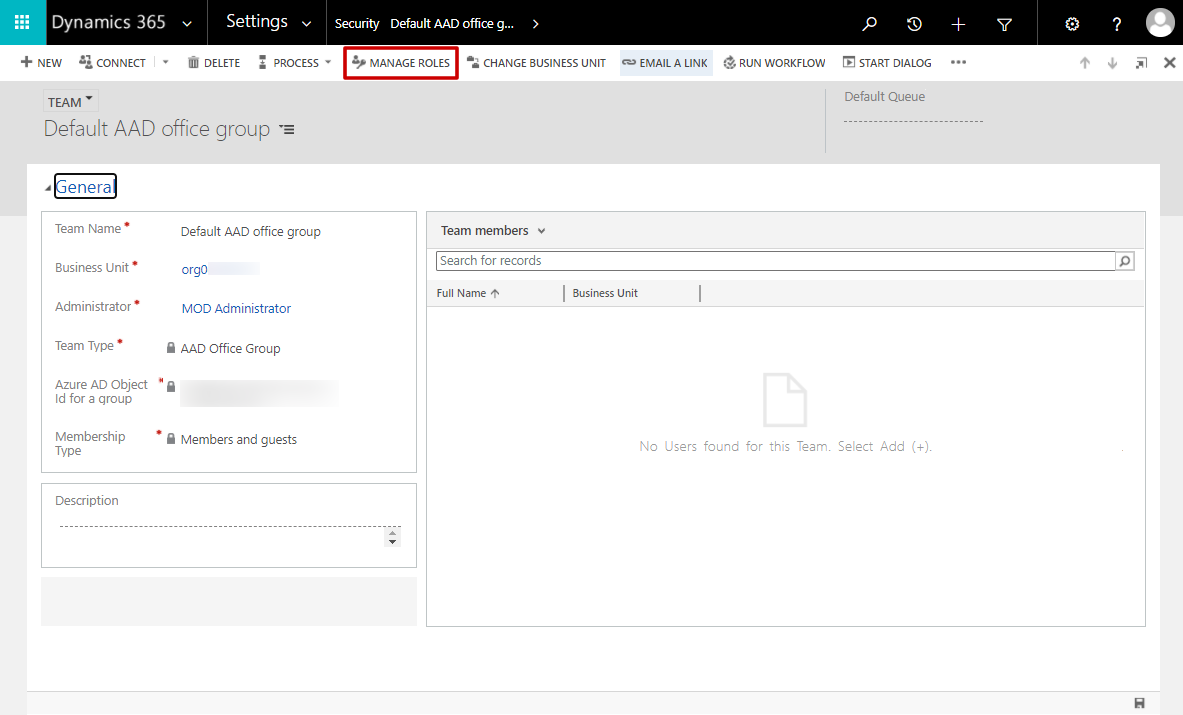 Dynamics 365 Settings Security Default AAD office g...
NEW CONNECT DELETE PROCESS MANAGE ROLES CHANGE BUSINESS UNIT EMAIL A LINK RUN WORKFLOW START DIALOG •••
TEAM
Default AAD office group
Default Queue
General
Team Name * Default AAD office group
Business Unit * org0
Administrator * MOD Administrator
Team Type * AAD Office Group
Azure AD Object *
Id for a group
Membership * Members and guests
Type
Description
Team members
Search for records
Full Name Business Unit
No Users found for this Team. Select Add (+).